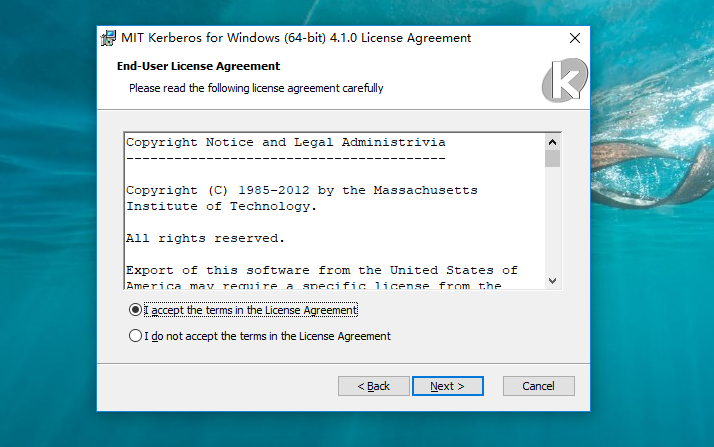 MIT Kerberos for Windows (64-bit) 4.1.0 License Agreement
End-User License Agreement
Please read the following license agreement carefully
k
Copyright Notice and Legal Administrivia
----------------------------------------
Copyright (C) 1985-2012 by the Massachusetts
Institute of Technology.
All rights reserved.
Export of this software from the United States of
America may require a specific license from the
I accept the terms in the License Agreement
I do not accept the terms in the License Agreement
< Back Next > Cancel